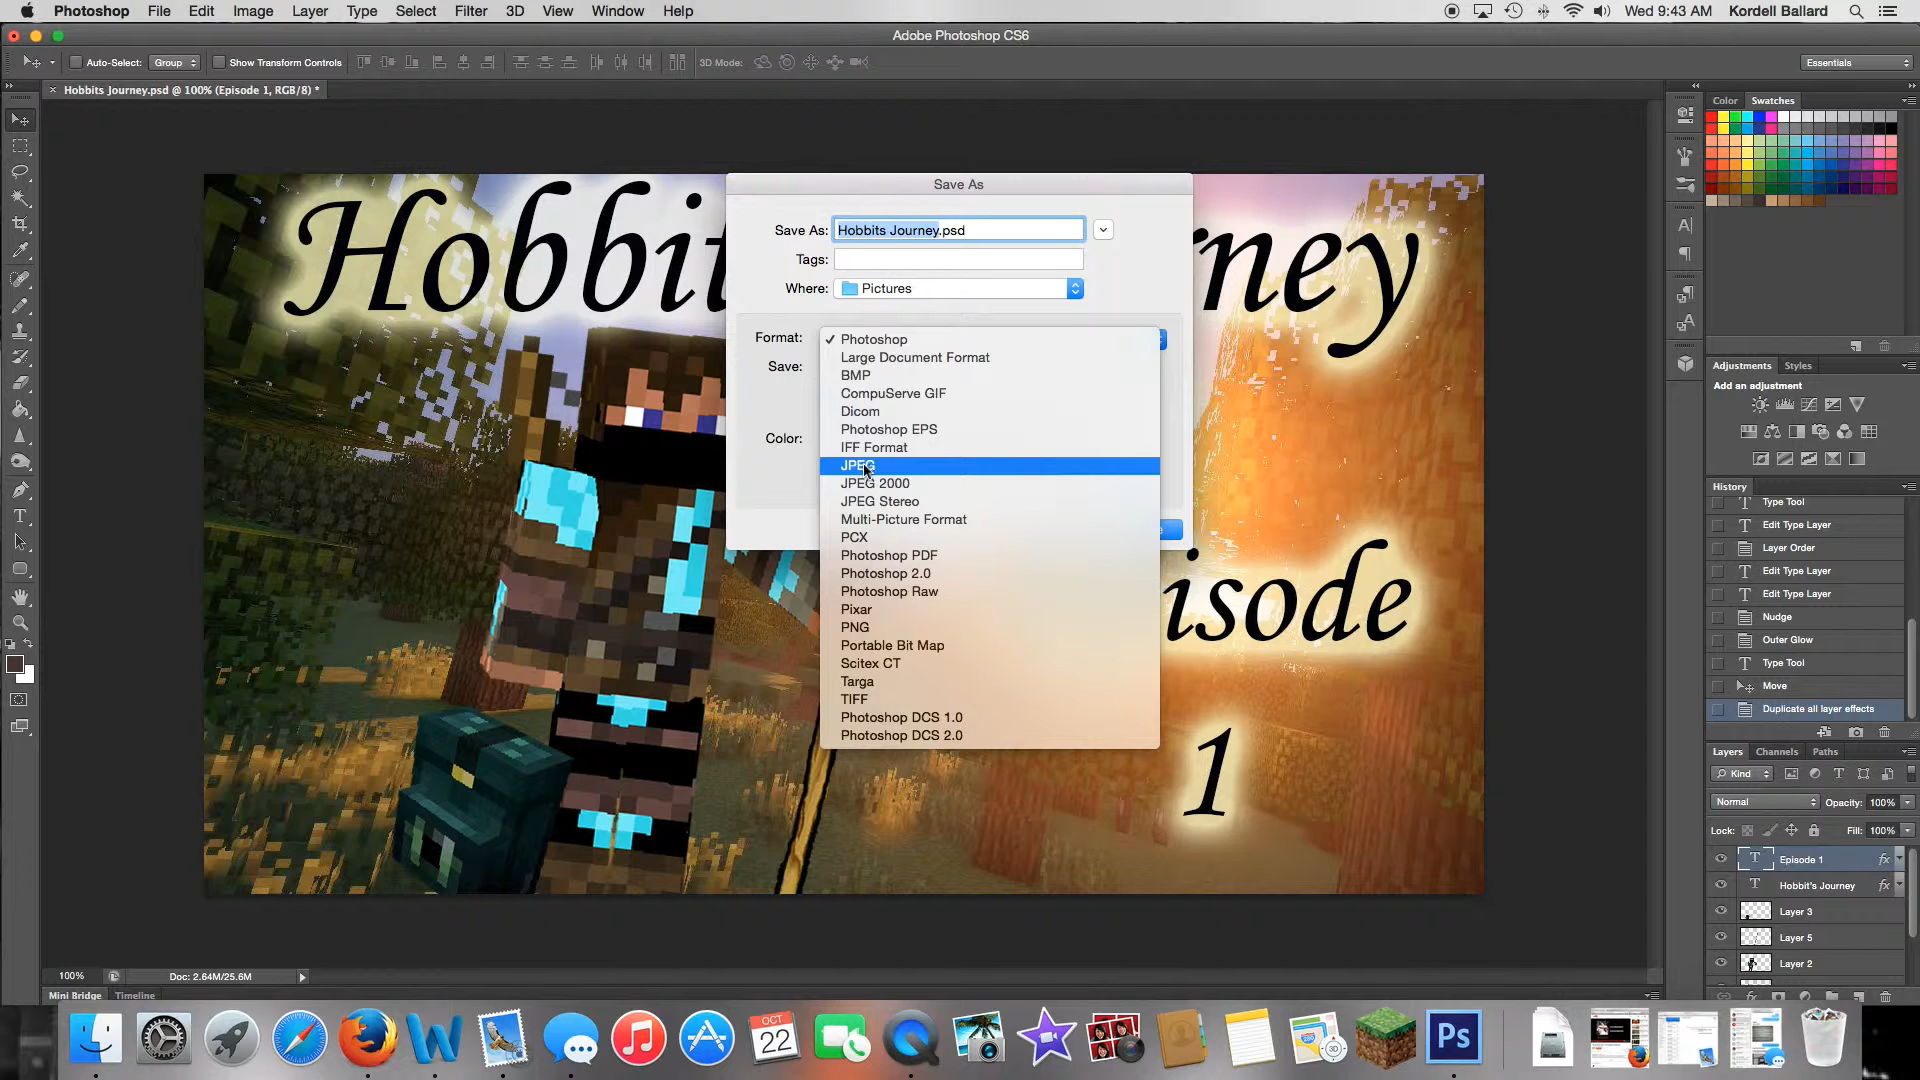 Photoshop File Edit Image Layer Type Select Filter 3D View Window Help Wed 9:43 AM Kordell Ballard
Adobe Photoshop CS6
Auto-Select: Group Show Transform Controls 3D Mode: Essentials
Hobbits Journey.psd @ 100% (Episode 1, RGB/8) *
Color Swatches
Save As
Save As: Hobbits Journey.psd
Tags:
Where: Pictures
Format:
Save:
Color:
Photoshop
Large Document Format
BMP
CompuServe GIF
Dicom
Photoshop EPS
IFF Format
JPEG
JPEG 2000
JPEG Stereo
Multi-Picture Format
PCX
Photoshop PDF
Photoshop 2.0
Photoshop Raw
Pixar
PNG
Portable Bit Map
Scitex CT
Targa
TIFF
Photoshop DCS 1.0
Photoshop DCS 2.0
Hobbit rney
isode
1
Adjustments Styles
Add an adjustment
History
Type Tool
Edit Type Layer
Layer Order
Edit Type Layer
Edit Type Layer
Nudge
Outer Glow
Type Tool
Move
Duplicate all layer effects
Layers Channels Paths
Kind
Normal Opacity: 100%
Lock: Fill: 100%
Episode 1 fx
Hobbit's Journey fx
Layer 3
Layer 5
Layer 2
100% Doc: 2.64M/25.6M
Mini Bridge Timeline
OCT
22
Ps